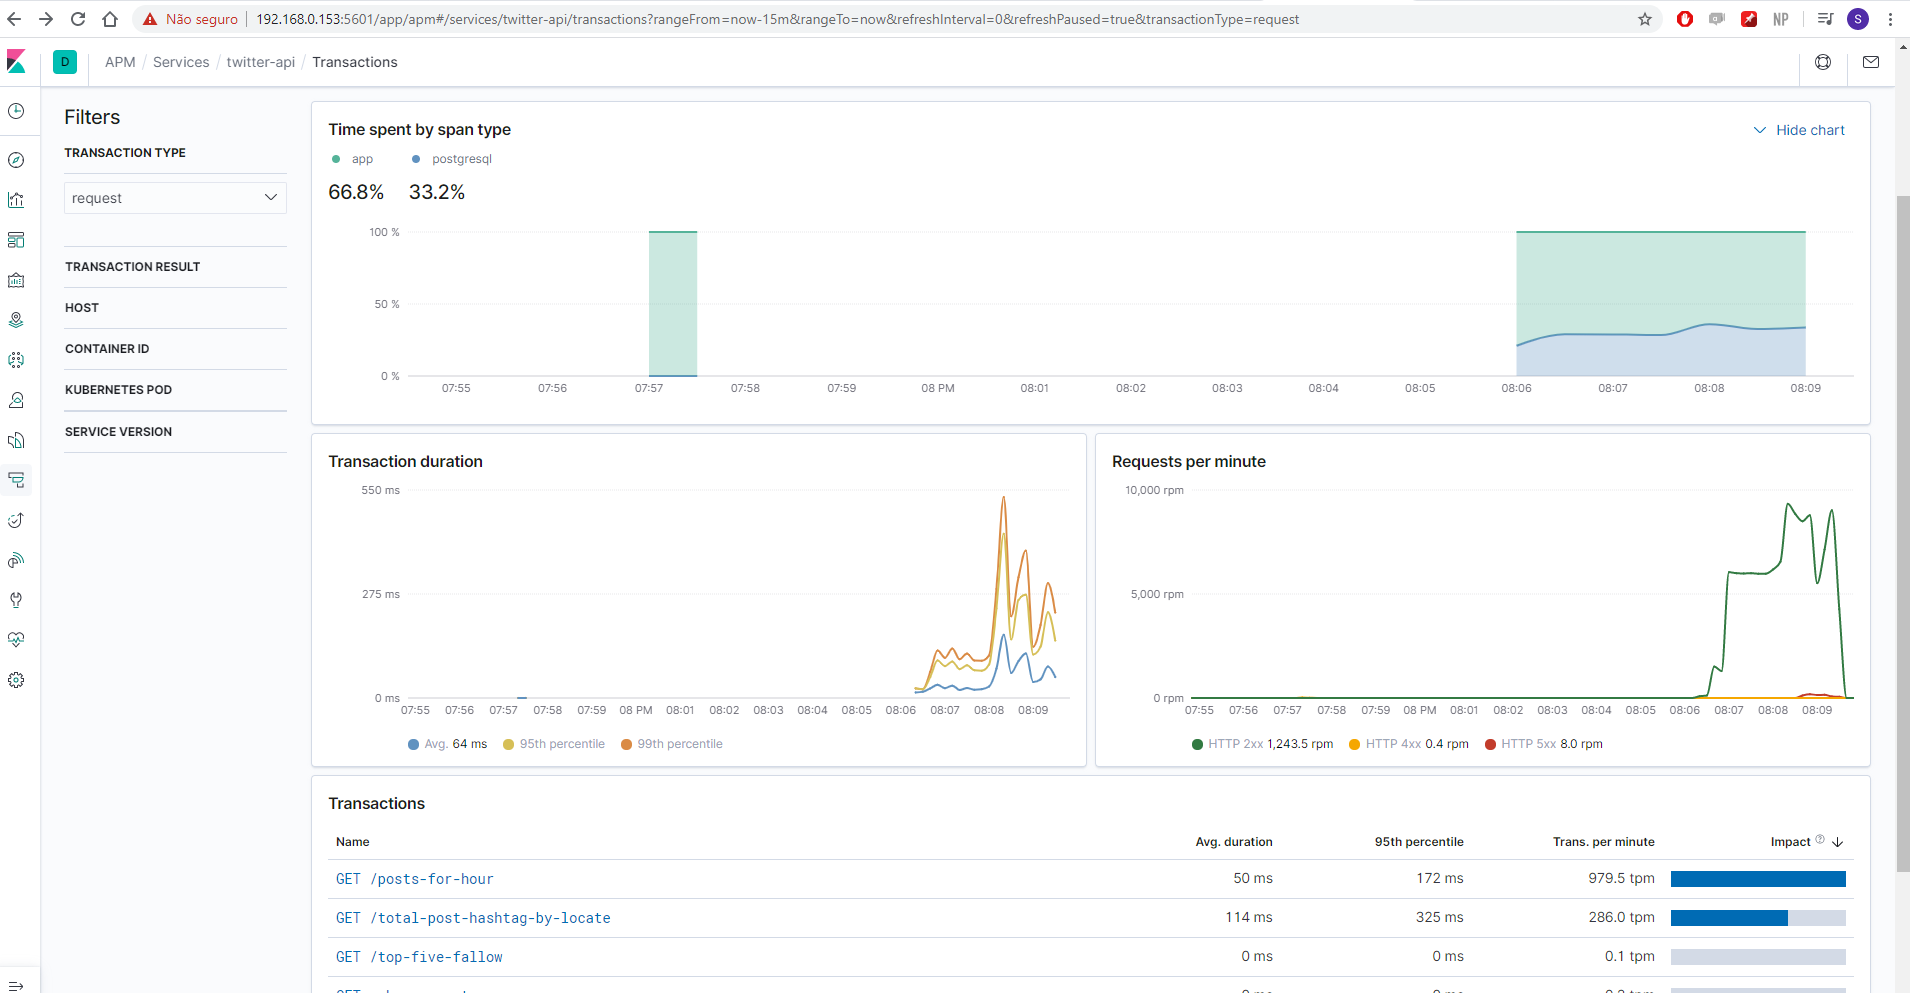 Não seguro 192.168.0.153:5601/app/apm#/services/twitter-api/transactions?rangeFrom=now-15m&rangeTo=now&refreshInterval=0&refreshPaused=true&transactionType=request NP S
D APM / Services / twitter-api / Transactions
Filters
TRANSACTION TYPE
request
TRANSACTION RESULT
HOST
CONTAINER ID
KUBERNETES POD
SERVICE VERSION
Time spent by span type
Hide chart
app postgresql
66.8% 33.2%
100 %
50 %
0 %
07:55 07:56 07:57 07:58 07:59 08 PM 08:01 08:02 08:03 08:04 08:05 08:06 08:07 08:08 08:09
Transaction duration
550 ms
275 ms
0 ms
07:55 07:56 07:57 07:58 07:59 08 PM 08:01 08:02 08:03 08:04 08:05 08:06 08:07 08:08 08:09
Avg. 64 ms 95th percentile 99th percentile
Requests per minute
10,000 rpm
5,000 rpm
0 rpm
07:55 07:56 07:57 07:58 07:59 08 PM 08:01 08:02 08:03 08:04 08:05 08:06 08:07 08:08 08:09
HTTP 2xx 1,243.5 rpm HTTP 4xx 0.4 rpm HTTP 5xx 8.0 rpm
Transactions
Name Avg. duration 95th percentile Trans. per minute Impact
GET /posts-for-hour 50 ms 172 ms 979.5 tpm
GET /total-post-hashtag-by-locate 114 ms 325 ms 286.0 tpm
GET /top-five-fallow 0 ms 0 ms 0.1 tpm